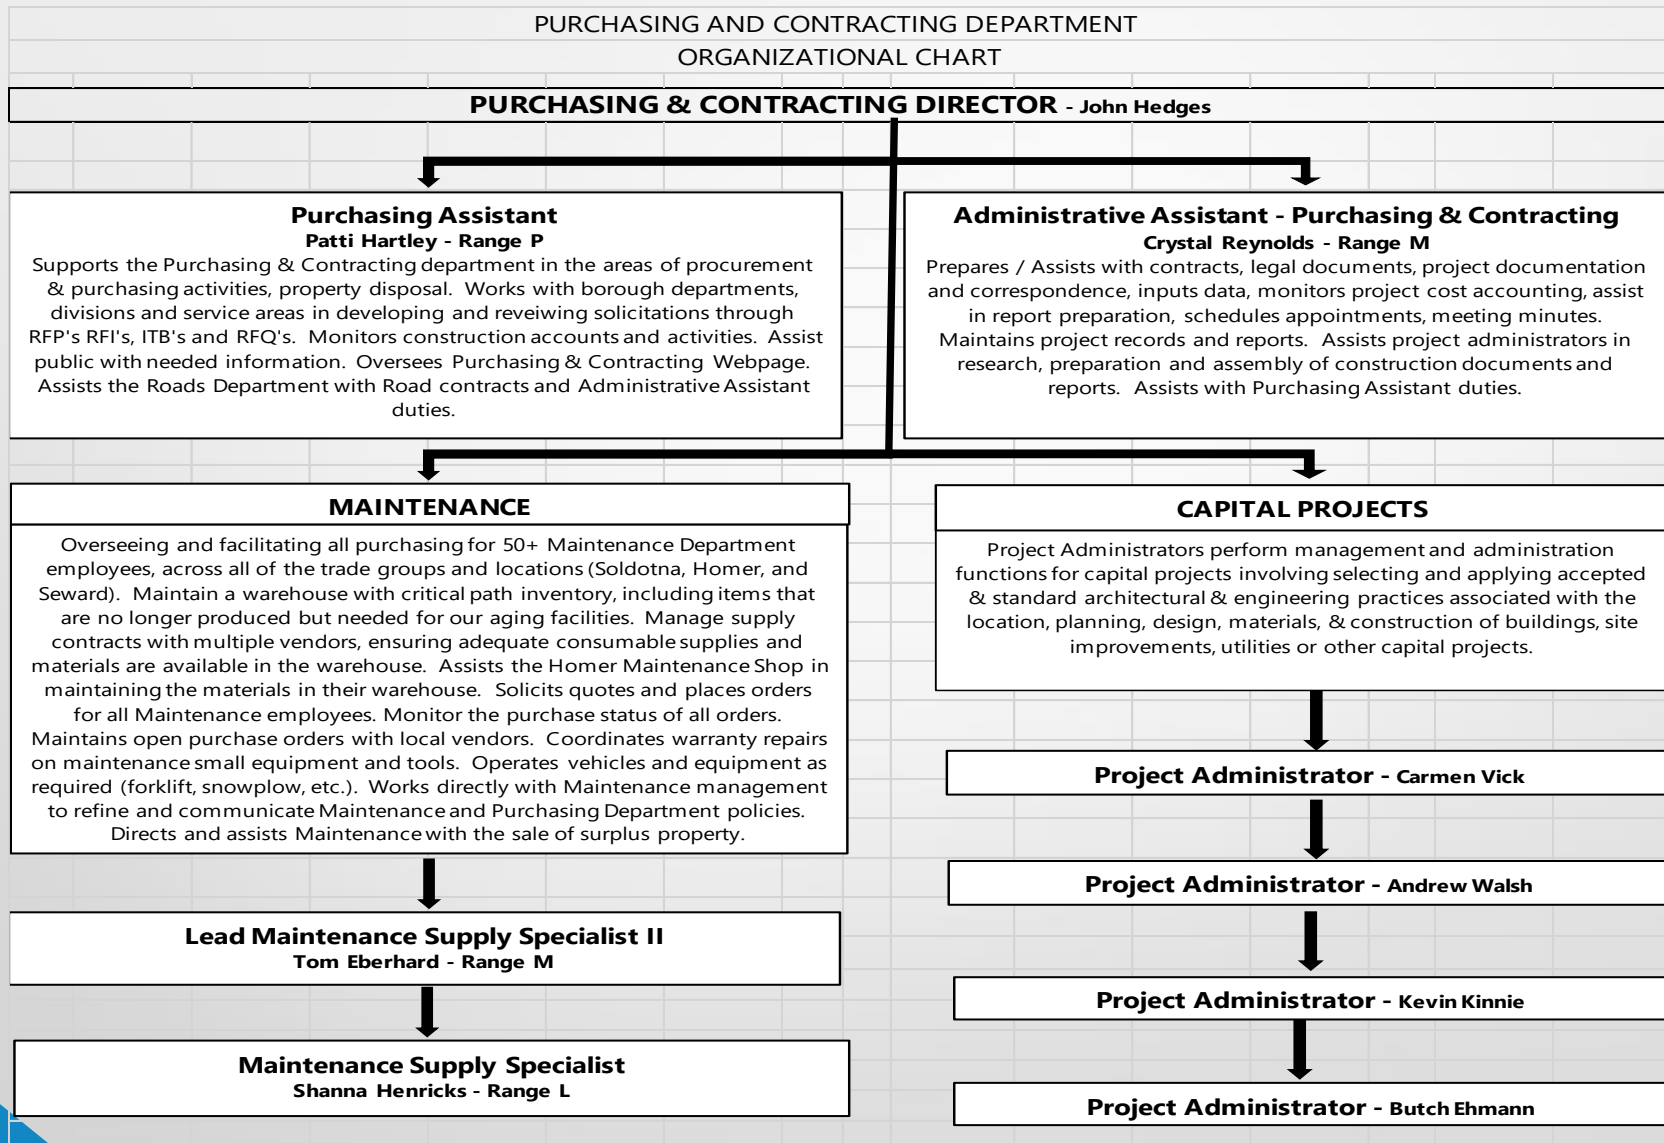 PURCHASING AND CONTRACTING DEPARTMENT
ORGANIZATIONAL CHART
PURCHASING & CONTRACTING DIRECTOR - John Hedges
Purchasing Assistant
Patti Hartley - Range P
Supports the Purchasing & Contracting department in the areas of procurement
& purchasing activities, property disposal. Works with borough departments,
divisions and service areas in developing and reveiwing solicitations through
RFP's RFI's, ITB's and RFQ's. Monitors construction accounts and activities. Assist
public with needed information. Oversees Purchasing & Contracting Webpage.
Assists the Roads Department with Road contracts and Administrative Assistant
duties.
Administrative Assistant - Purchasing & Contracting
Crystal Reynolds - Range M
Prepares / Assists with contracts, legal documents, project documentation
and correspondence, inputs data, monitors project cost accounting, assist
in report preparation, schedules appointments, meeting minutes.
Maintains project records and reports. Assists project administrators in
research, preparation and assembly of construction documents and
reports. Assists with Purchasing Assistant duties.
MAINTENANCE
Overseeing and facilitating all purchasing for 50+ Maintenance Department
employees, across all of the trade groups and locations (Soldotna, Homer, and
Seward). Maintain a warehouse with critical path inventory, including items that
are no longer produced but needed for our aging facilities. Manage supply
contracts with multiple vendors, ensuring adequate consumable supplies and
materials are available in the warehouse. Assists the Homer Maintenance Shop in
maintaining the materials in their warehouse. Solicits quotes and places orders
for all Maintenance employees. Monitor the purchase status of all orders.
Maintains open purchase orders with local vendors. Coordinates warranty repairs
on maintenance small equipment and tools. Operates vehicles and equipment as
required (forklift, snowplow, etc.). Works directly with Maintenance management
to refine and communicate Maintenance and Purchasing Department policies.
Directs and assists Maintenance with the sale of surplus property.
Lead Maintenance Supply Specialist II
Tom Eberhard - Range M
Maintenance Supply Specialist
Shanna Henricks - Range L
CAPITAL PROJECTS
Project Administrators perform management and administration
functions for capital projects involving selecting and applying accepted
& standard architectural & engineering practices associated with the
location, planning, design, materials, & construction of buildings, site
improvements, utilities or other capital projects.
Project Administrator - Carmen Vick
Project Administrator - Andrew Walsh
Project Administrator - Kevin Kinnie
Project Administrator - Butch Ehmann